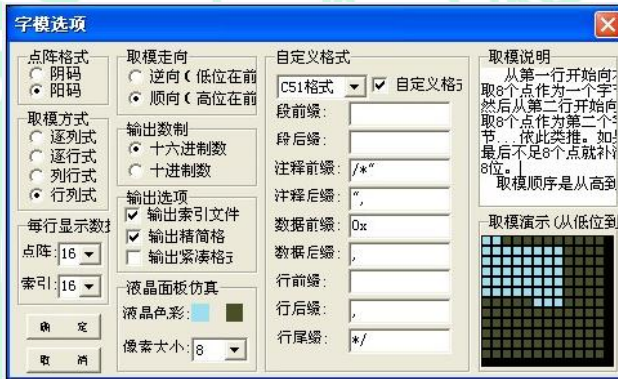 字模选项
点阵格式
阴码
阳码
取模方式
逐列式
逐行式
列行式
行列式
每行显示数据
点阵: 16
索引: 16
确 定
取 消
取模走向
逆向(低位在前
顺向(高位在前
输出数制
十六进制数
十进制数
输出选项
输出索引文件
输出精简格
输出紧凑格式
液晶面板仿真
液晶色彩:
像素大小: 8
自定义格式
C51格式 自定义格式
段前缀:
段后缀:
注释前缀: /*"
注释后缀: ",
数据前缀: 0x
数据后缀: ,
行前缀:
行后缀: ,
行尾缀: */
取模说明
从第一行开始向
取8个点作为一个字
然后从第二行开始向
取8个点作为第二个
节...依此类推。如
最后不足8个点就补
8位。
取模顺序是从高到
取模演示(从低位到